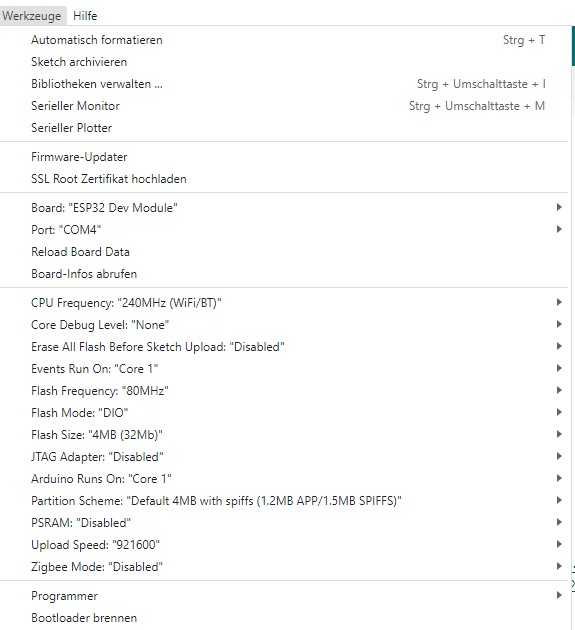 Werkzeuge Hilfe
Automatisch formatieren Strg + T
Sketch archivieren
Bibliotheken verwalten ... Strg + Umschalttaste + I
Serieller Monitor Strg + Umschalttaste + M
Serieller Plotter
Firmware-Updater
SSL Root Zertifikat hochladen
Board: "ESP32 Dev Module"
Port: "COM4"
Reload Board Data
Board-Infos abrufen
CPU Frequency: "240MHz (WiFi/BT)"
Core Debug Level: "None"
Erase All Flash Before Sketch Upload: "Disabled"
Events Run On: "Core 1"
Flash Frequency: "80MHz"
Flash Mode: "DIO"
Flash Size: "4MB (32Mb)"
JTAG Adapter: "Disabled"
Arduino Runs On: "Core 1"
Partition Scheme: "Default 4MB with spiffs (1.2MB APP/1.5MB SPIFFS)"
PSRAM: "Disabled"
Upload Speed: "921600"
Zigbee Mode: "Disabled"
Programmer
Bootloader brennen